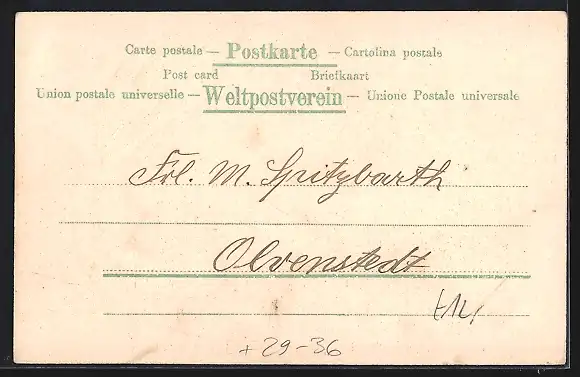 Carte postale — Postkarte — Cartolina postale
Post card Briefkaart
Union postale universelle — Weltpostverein — Unione Postale universale
Frl. M. Spitzbarth
Olvenstedt
+29-36